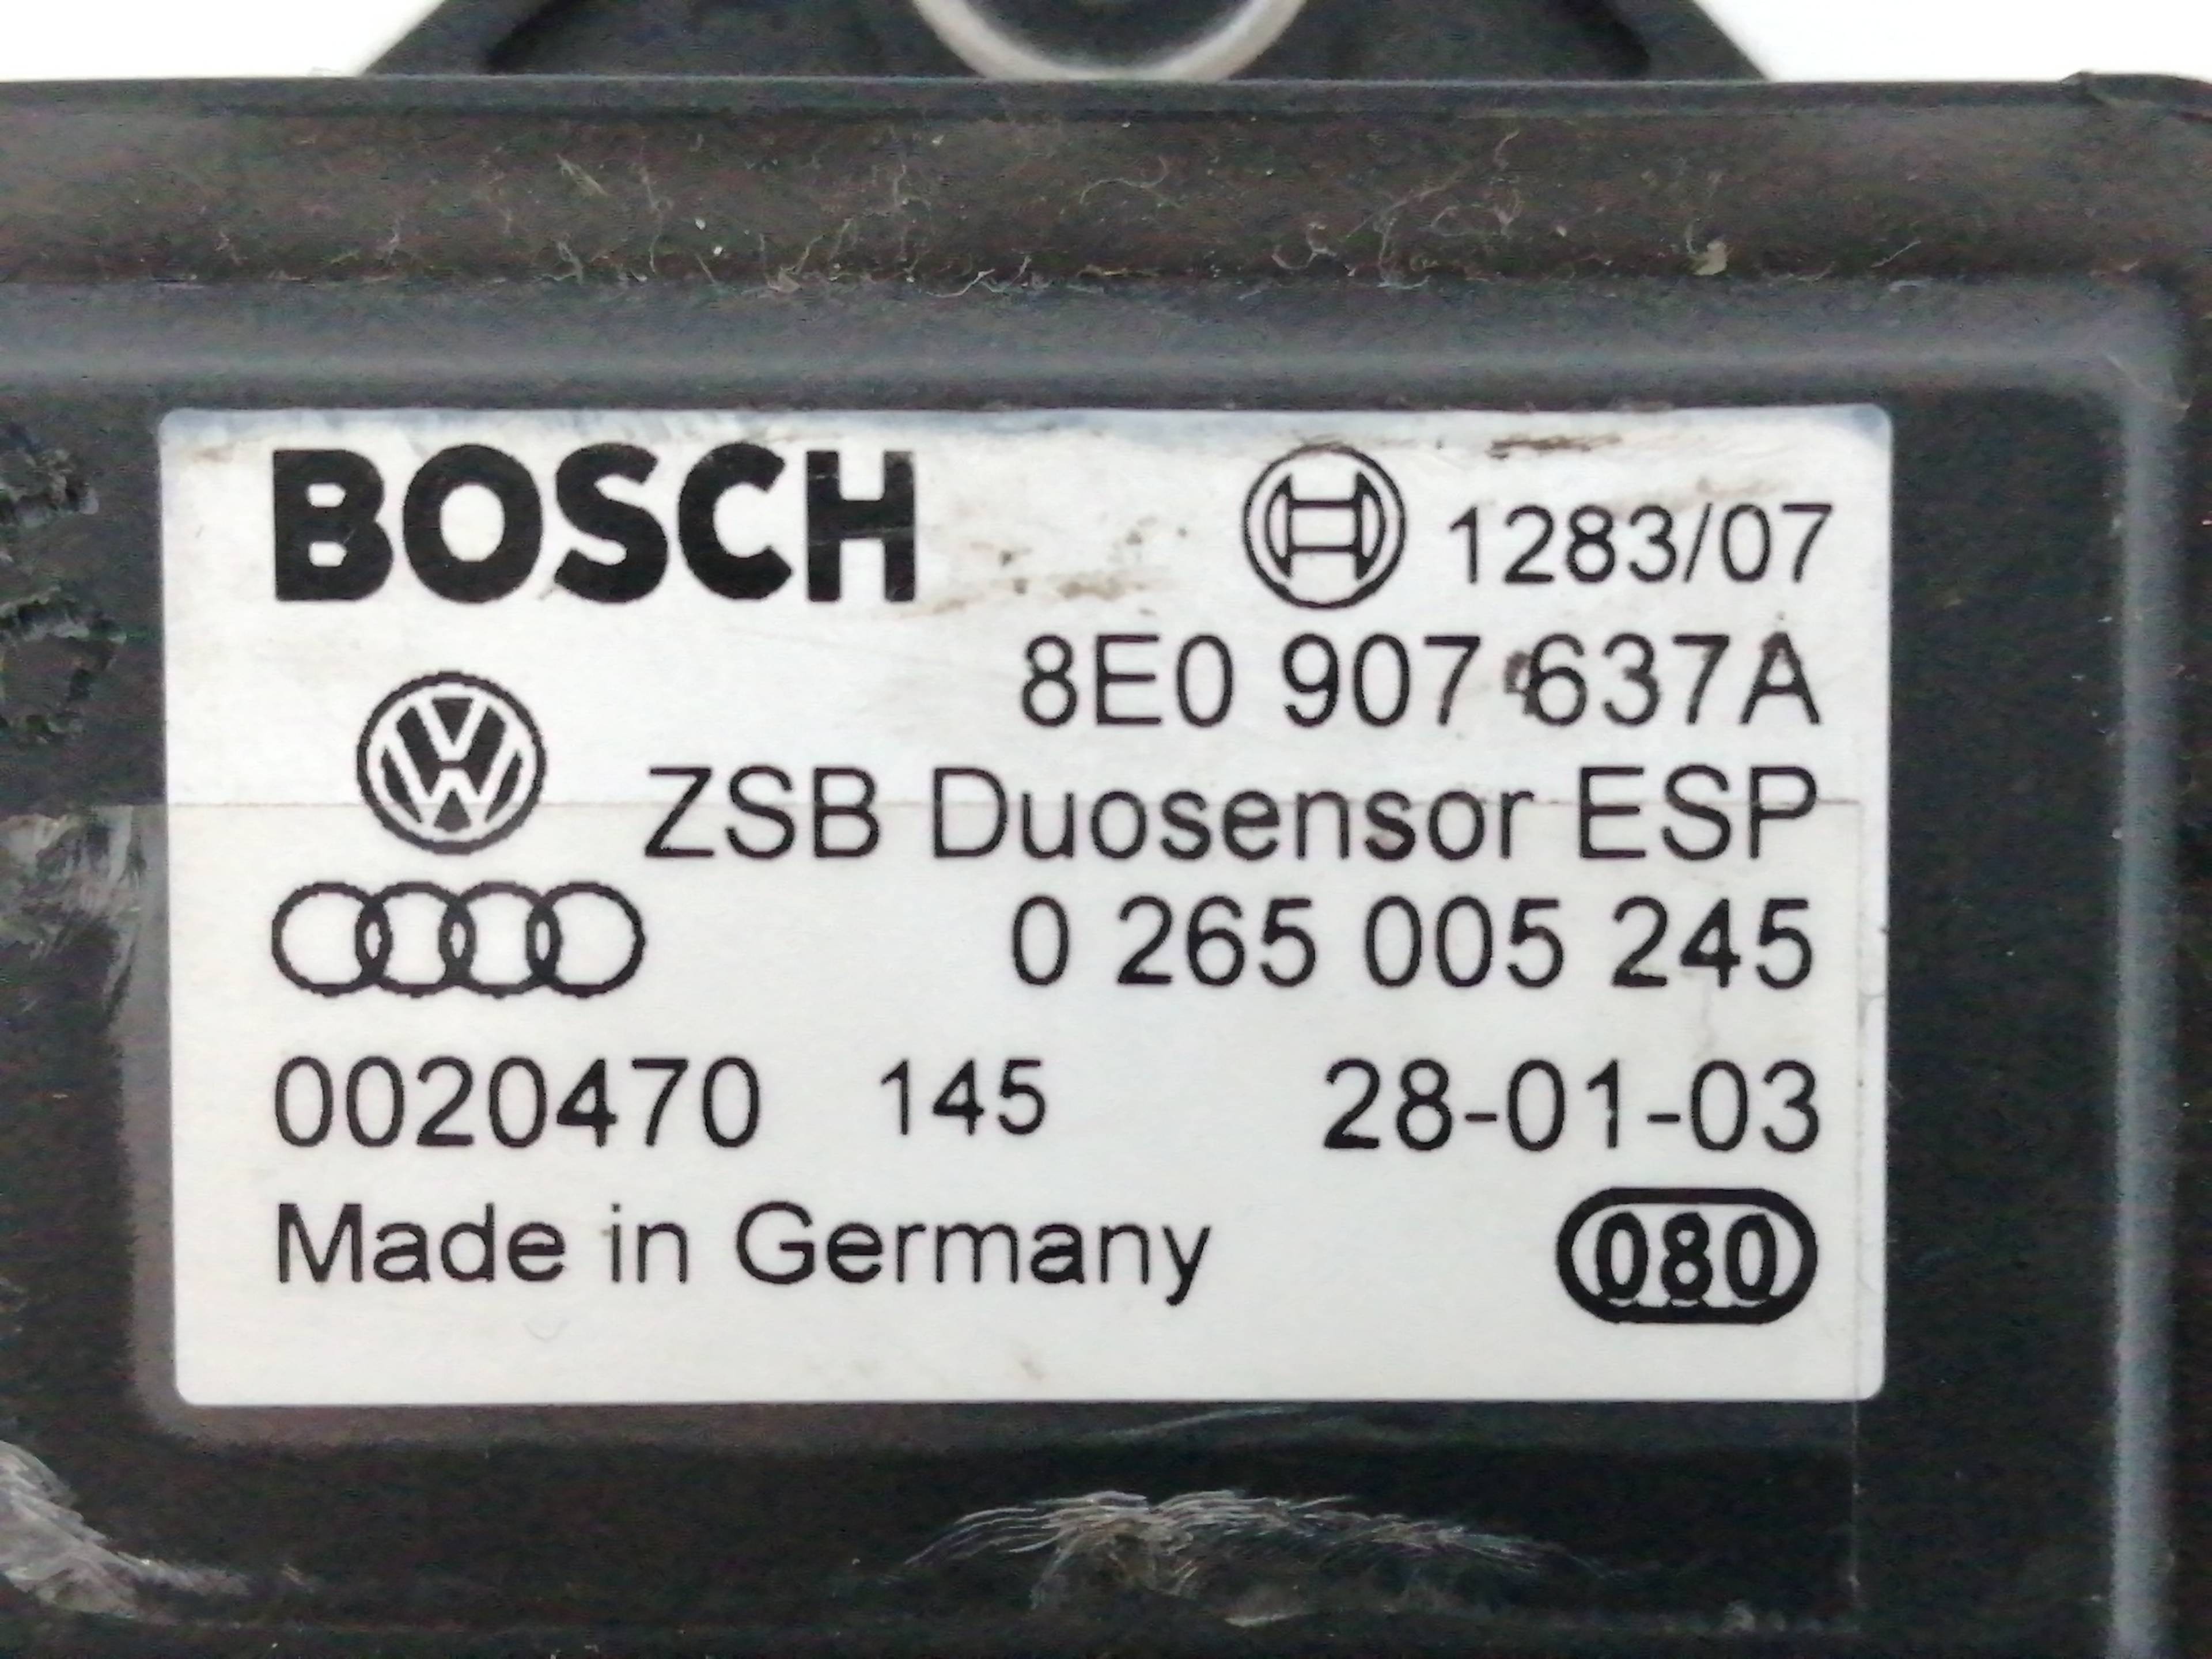 BOSCH 1283/07
8E0 907 637A
ZSB Duosensor ESP
0 265 005 245
0020470 145 28-01-03
Made in Germany 080